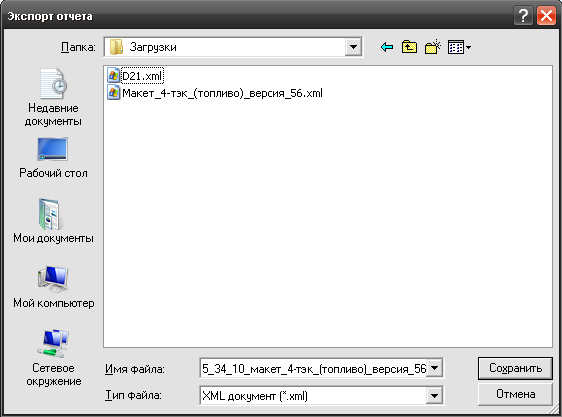 Экспорт отчета
Папка: Загрузки
D21.xml
Макет_4-тэк_(топливо)_версия_56.xml
Недавние
документы
Рабочий стол
Мои документы
Мой компьютер
Сетевое
окружение
Имя файла: 5_34_10_макет_4-тэк_(топливо)_версия_56 Сохранить
Тип файла: XML документ (*.xml) Отмена